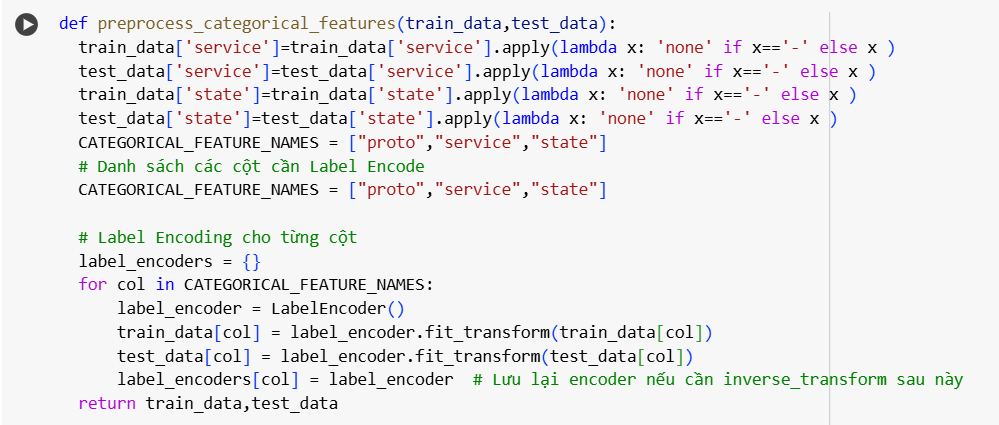 def preprocess_categorical_features(train_data,test_data):
  train_data['service']=train_data['service'].apply(lambda x: 'none' if x=='-' else x )
  test_data['service']=test_data['service'].apply(lambda x: 'none' if x=='-' else x )
  train_data['state']=train_data['state'].apply(lambda x: 'none' if x=='-' else x )
  test_data['state']=test_data['state'].apply(lambda x: 'none' if x=='-' else x )
  CATEGORICAL_FEATURE_NAMES = ["proto","service","state"]
  # Danh sách các cột cần Label Encode
  CATEGORICAL_FEATURE_NAMES = ["proto","service","state"]

  # Label Encoding cho từng cột
  label_encoders = {}
  for col in CATEGORICAL_FEATURE_NAMES:
      label_encoder = LabelEncoder()
      train_data[col] = label_encoder.fit_transform(train_data[col])
      test_data[col] = label_encoder.fit_transform(test_data[col])
      label_encoders[col] = label_encoder  # Lưu lại encoder nếu cần inverse_transform sau này
  return train_data,test_data